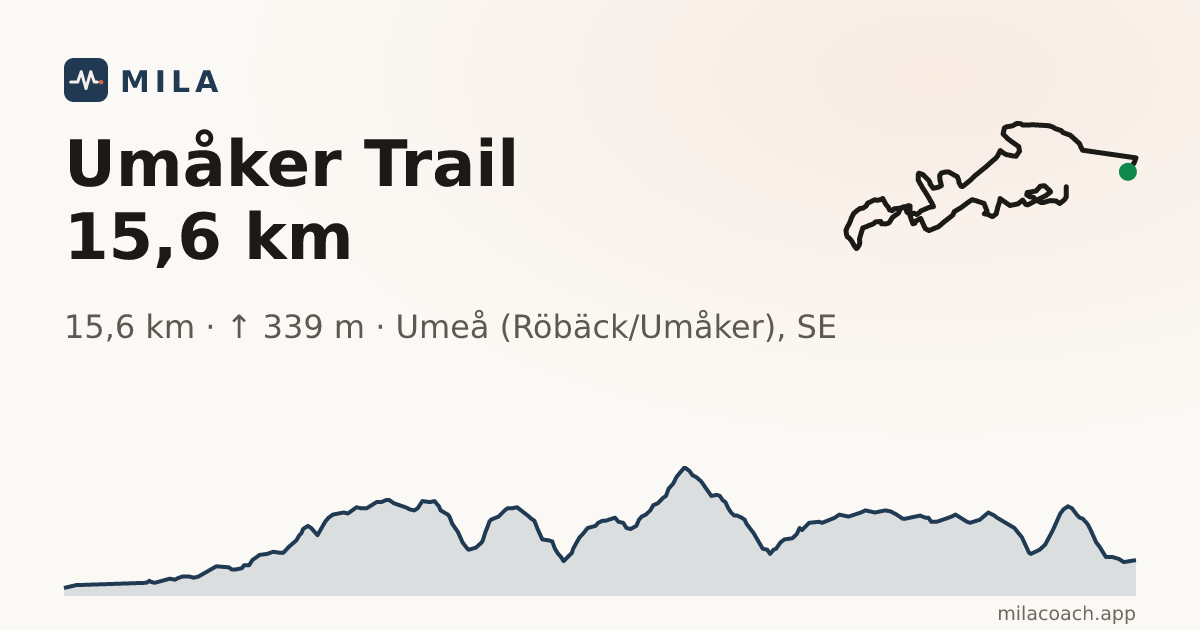 MILA
Umåker Trail
15,6 km
15,6 km · ↑ 339 m · Umeå (Röbäck/Umåker), SE
milacoach.app